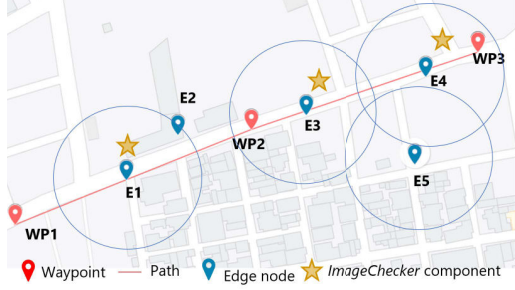 WP3
E4
E2
E3
WP2
E5
E1
WP1
Waypoint Path Edge node ImageChecker component